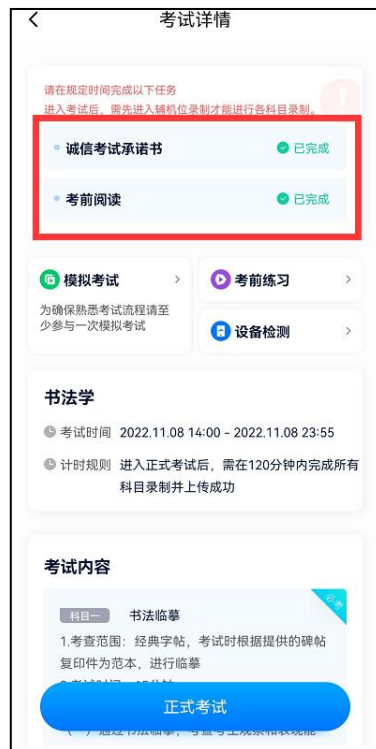 考试详情
请在规定时间完成以下任务
进入考试后，需先进入辅机位录制才能进行各科目录制。
诚信考试承诺书 已完成
考前阅读 已完成
模拟考试
为确保熟悉考试流程请至
少参与一次模拟考试
考前练习
设备检测
书法学
考试时间 2022.11.08 14:00 - 2022.11.08 23:55
计时规则 进入正式考试后，需在120分钟内完成所有
科目录制并上传成功
考试内容
必考
科目一 书法临摹
1.考查范围：经典字帖，考试时根据提供的碑帖
复印件为范本，进行临摹
正式考试